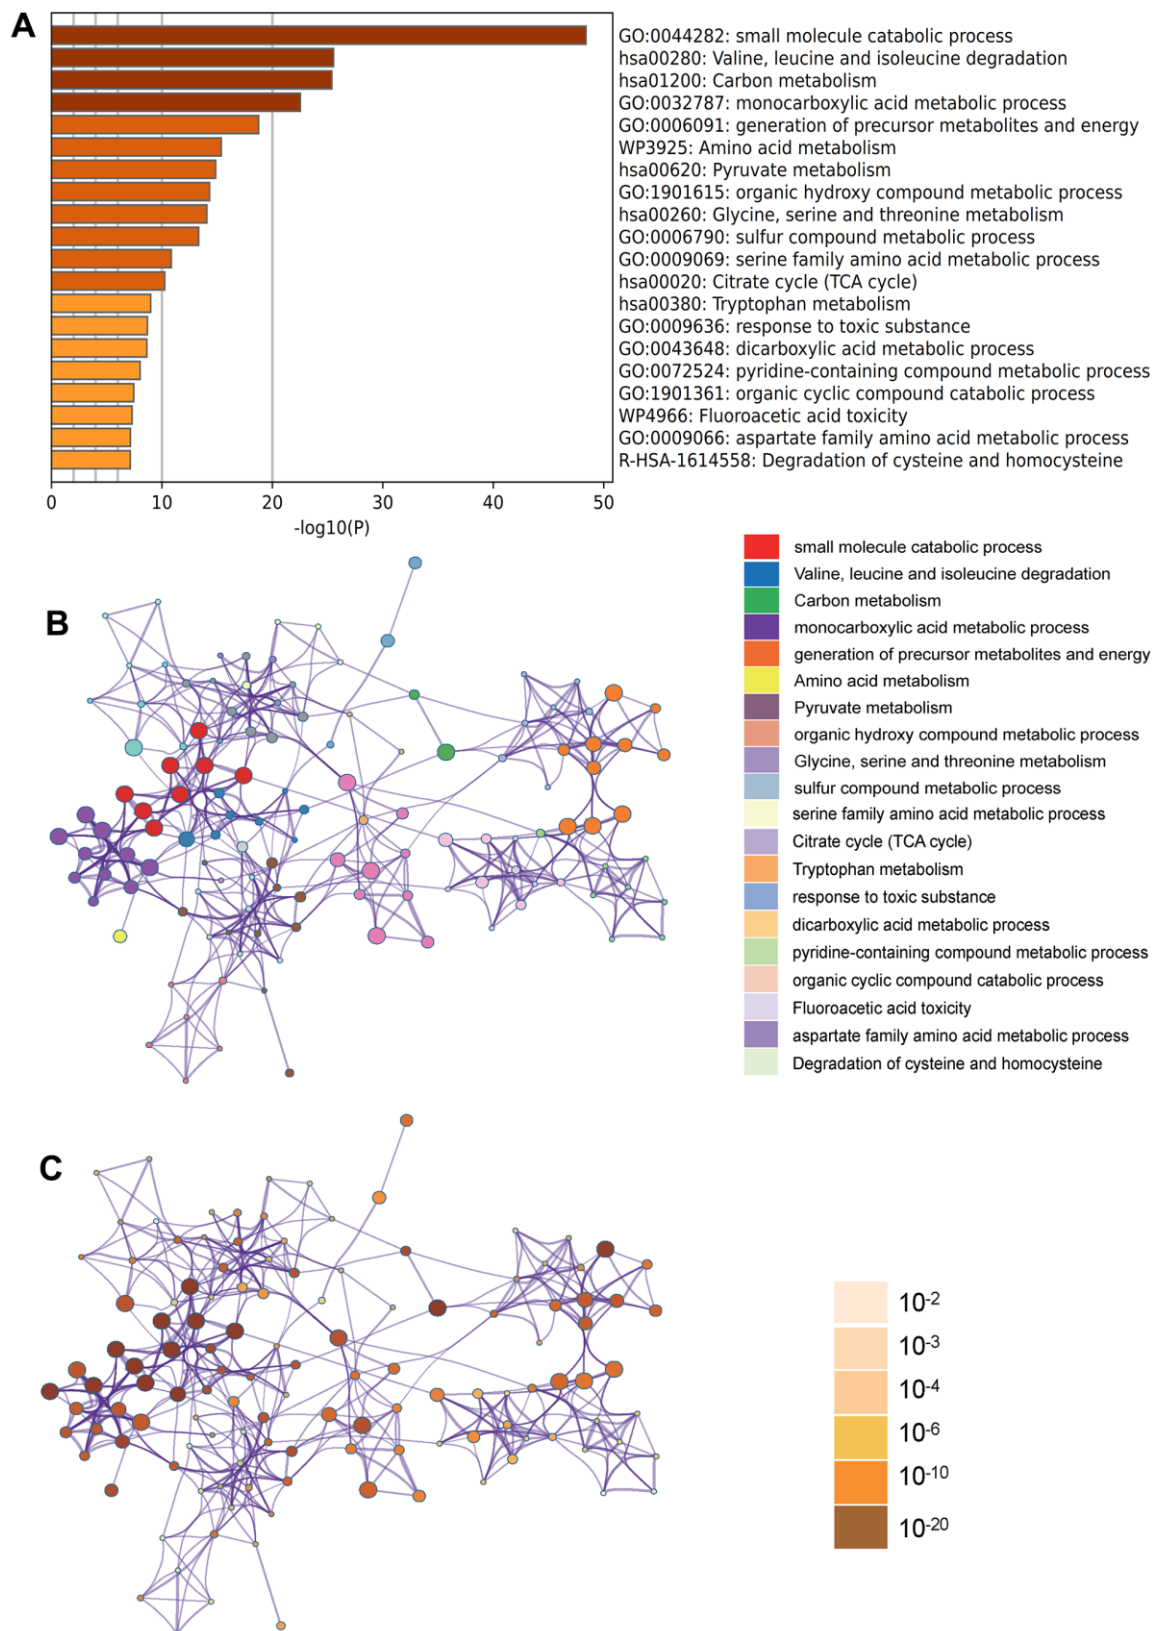 A
GO:0044282: small molecule catabolic process
hsa00280: Valine, leucine and isoleucine degradation
hsa01200: Carbon metabolism
GO:0032787: monocarboxylic acid metabolic process
GO:0006091: generation of precursor metabolites and energy
WP3925: Amino acid metabolism
hsa00620: Pyruvate metabolism
GO:1901615: organic hydroxy compound metabolic process
hsa00260: Glycine, serine and threonine metabolism
GO:0006790: sulfur compound metabolic process
GO:0009069: serine family amino acid metabolic process
hsa00020: Citrate cycle (TCA cycle)
hsa00380: Tryptophan metabolism
GO:0009636: response to toxic substance
GO:0043648: dicarboxylic acid metabolic process
GO:0072524: pyridine-containing compound metabolic process
GO:1901361: organic cyclic compound catabolic process
WP4966: Fluoroacetic acid toxicity
GO:0009066: aspartate family amino acid metabolic process
R-HSA-1614558: Degradation of cysteine and homocysteine
0 10 20 30 40 50
-log10(P)
B
small molecule catabolic process
Valine, leucine and isoleucine degradation
Carbon metabolism
monocarboxylic acid metabolic process
generation of precursor metabolites and energy
Amino acid metabolism
Pyruvate metabolism
organic hydroxy compound metabolic process
Glycine, serine and threonine metabolism
sulfur compound metabolic process
serine family amino acid metabolic process
Citrate cycle (TCA cycle)
Tryptophan metabolism
response to toxic substance
dicarboxylic acid metabolic process
pyridine-containing compound metabolic process
organic cyclic compound catabolic process
Fluoroacetic acid toxicity
aspartate family amino acid metabolic process
Degradation of cysteine and homocysteine
C
10-2
10-3
10-4
10-6
10-10
10-20